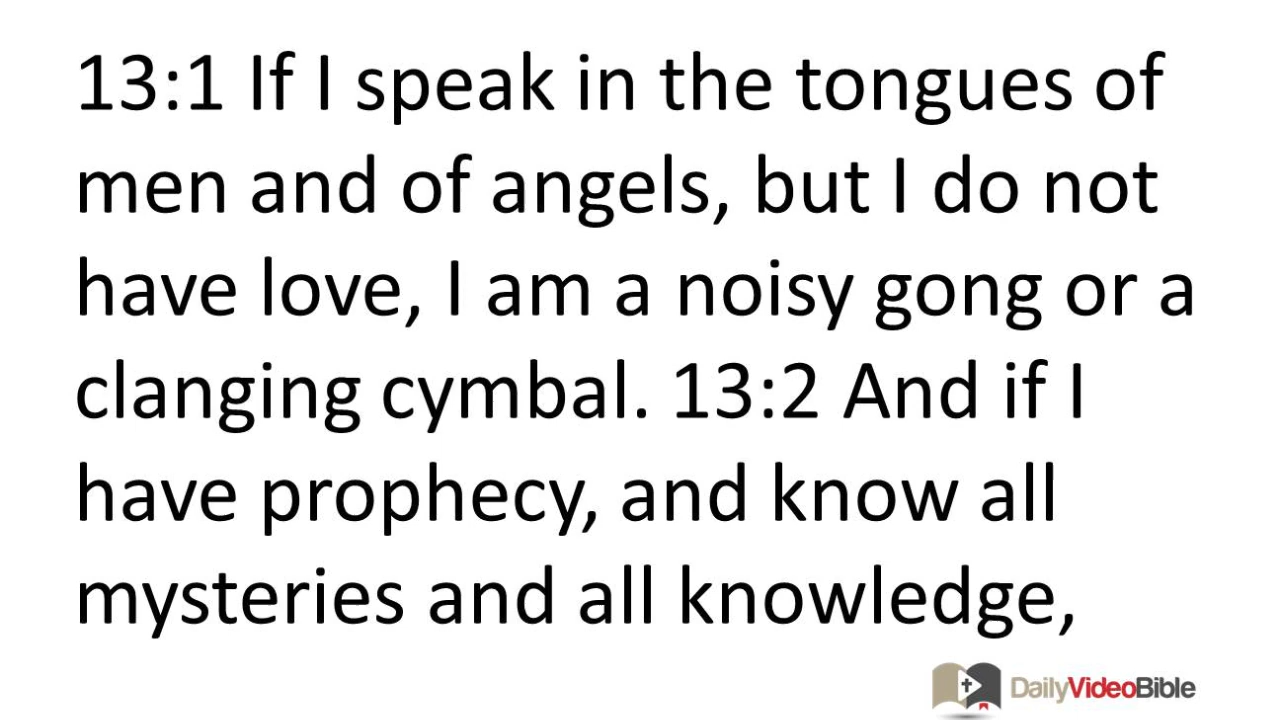 13:1 If I speak in the tongues of
men and of angels, but I do not
have love, I am a noisy gong or a
clanging cymbal. 13:2 And if I
have prophecy, and know all
mysteries and all knowledge,
DailyVideoBible